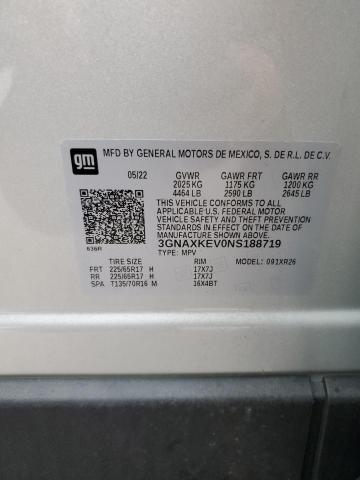 gm MFD BY GENERAL MOTORS DE MEXICO, S. DE R.L. DE C.V.
05/22 GVWR GAWR FRT GAWR RR
2025 KG 1175 KG 1200 KG
4464 LB 2590 LB 2645 LB
THIS VEHICLE CONFORMS TO ALL
APPLICABLE U.S. FEDERAL MOTOR
VEHICLE SAFETY AND THEFT PREVENTION
STANDARDS IN EFFECT ON THE DATE OF
MANUFACTURE SHOWN ABOVE.
3GNAXKEV0NS188719
636R TYPE: MPV
TIRE SIZE RIM MODEL: 091XR26
FRT 225/65R17 H 17X7J
RR 225/65R17 H 17X7J
SPA T135/70R16 M 16X4BT